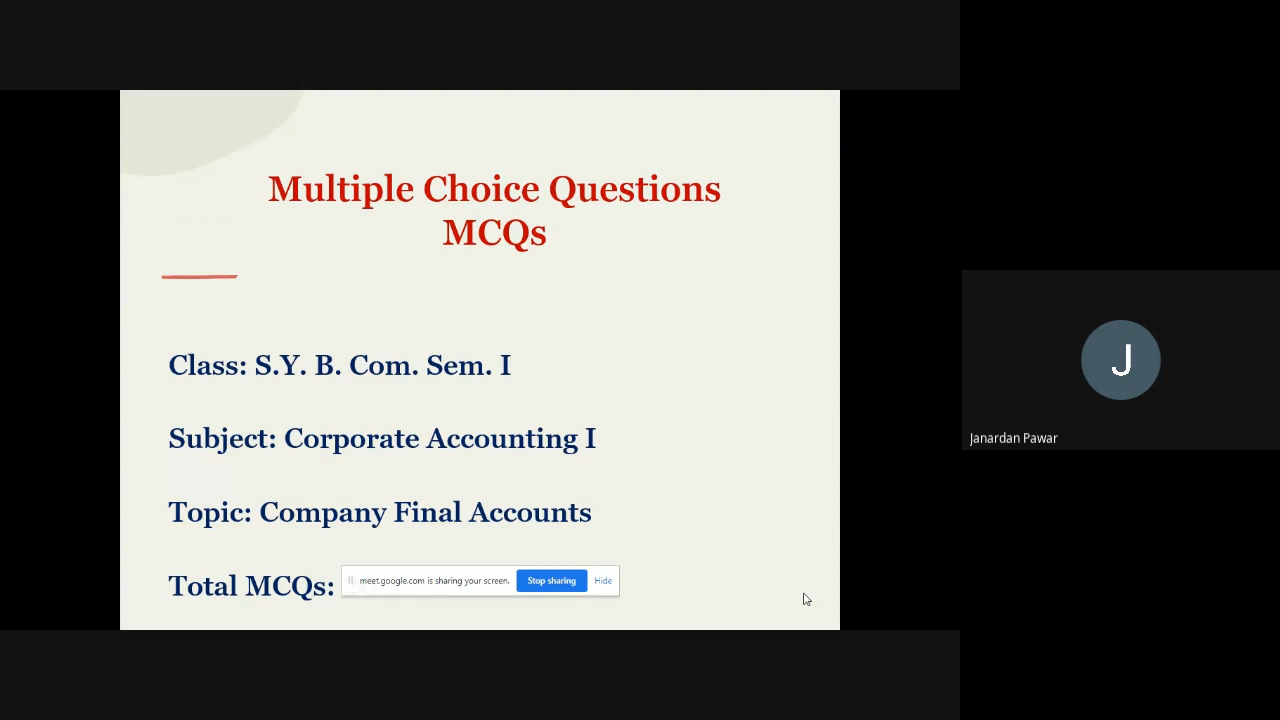 Multiple Choice Questions
MCQs
Class: S.Y. B. Com. Sem. I
Subject: Corporate Accounting I
Topic: Company Final Accounts
Total MCQs:
meet.google.com is sharing your screen. Stop sharing Hide
J
Janardan Pawar